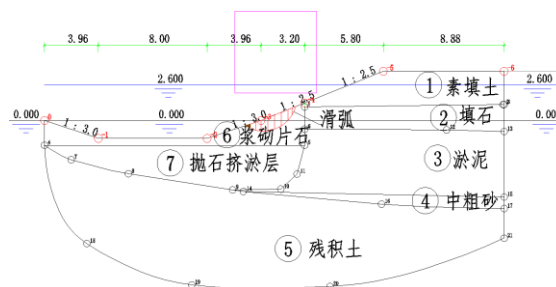 3.96 8.00 3.96 3.20 5.80 8.88
1:2.5
2.600 2.600
① 素填土
1:2.5
0.000 0.000 0.000
1:3.0 1:3.0
② 填石
滑弧
⑥ 浆砌片石
⑦ 抛石挤淤层
③ 淤泥
④ 中粗砂
⑤ 残积土